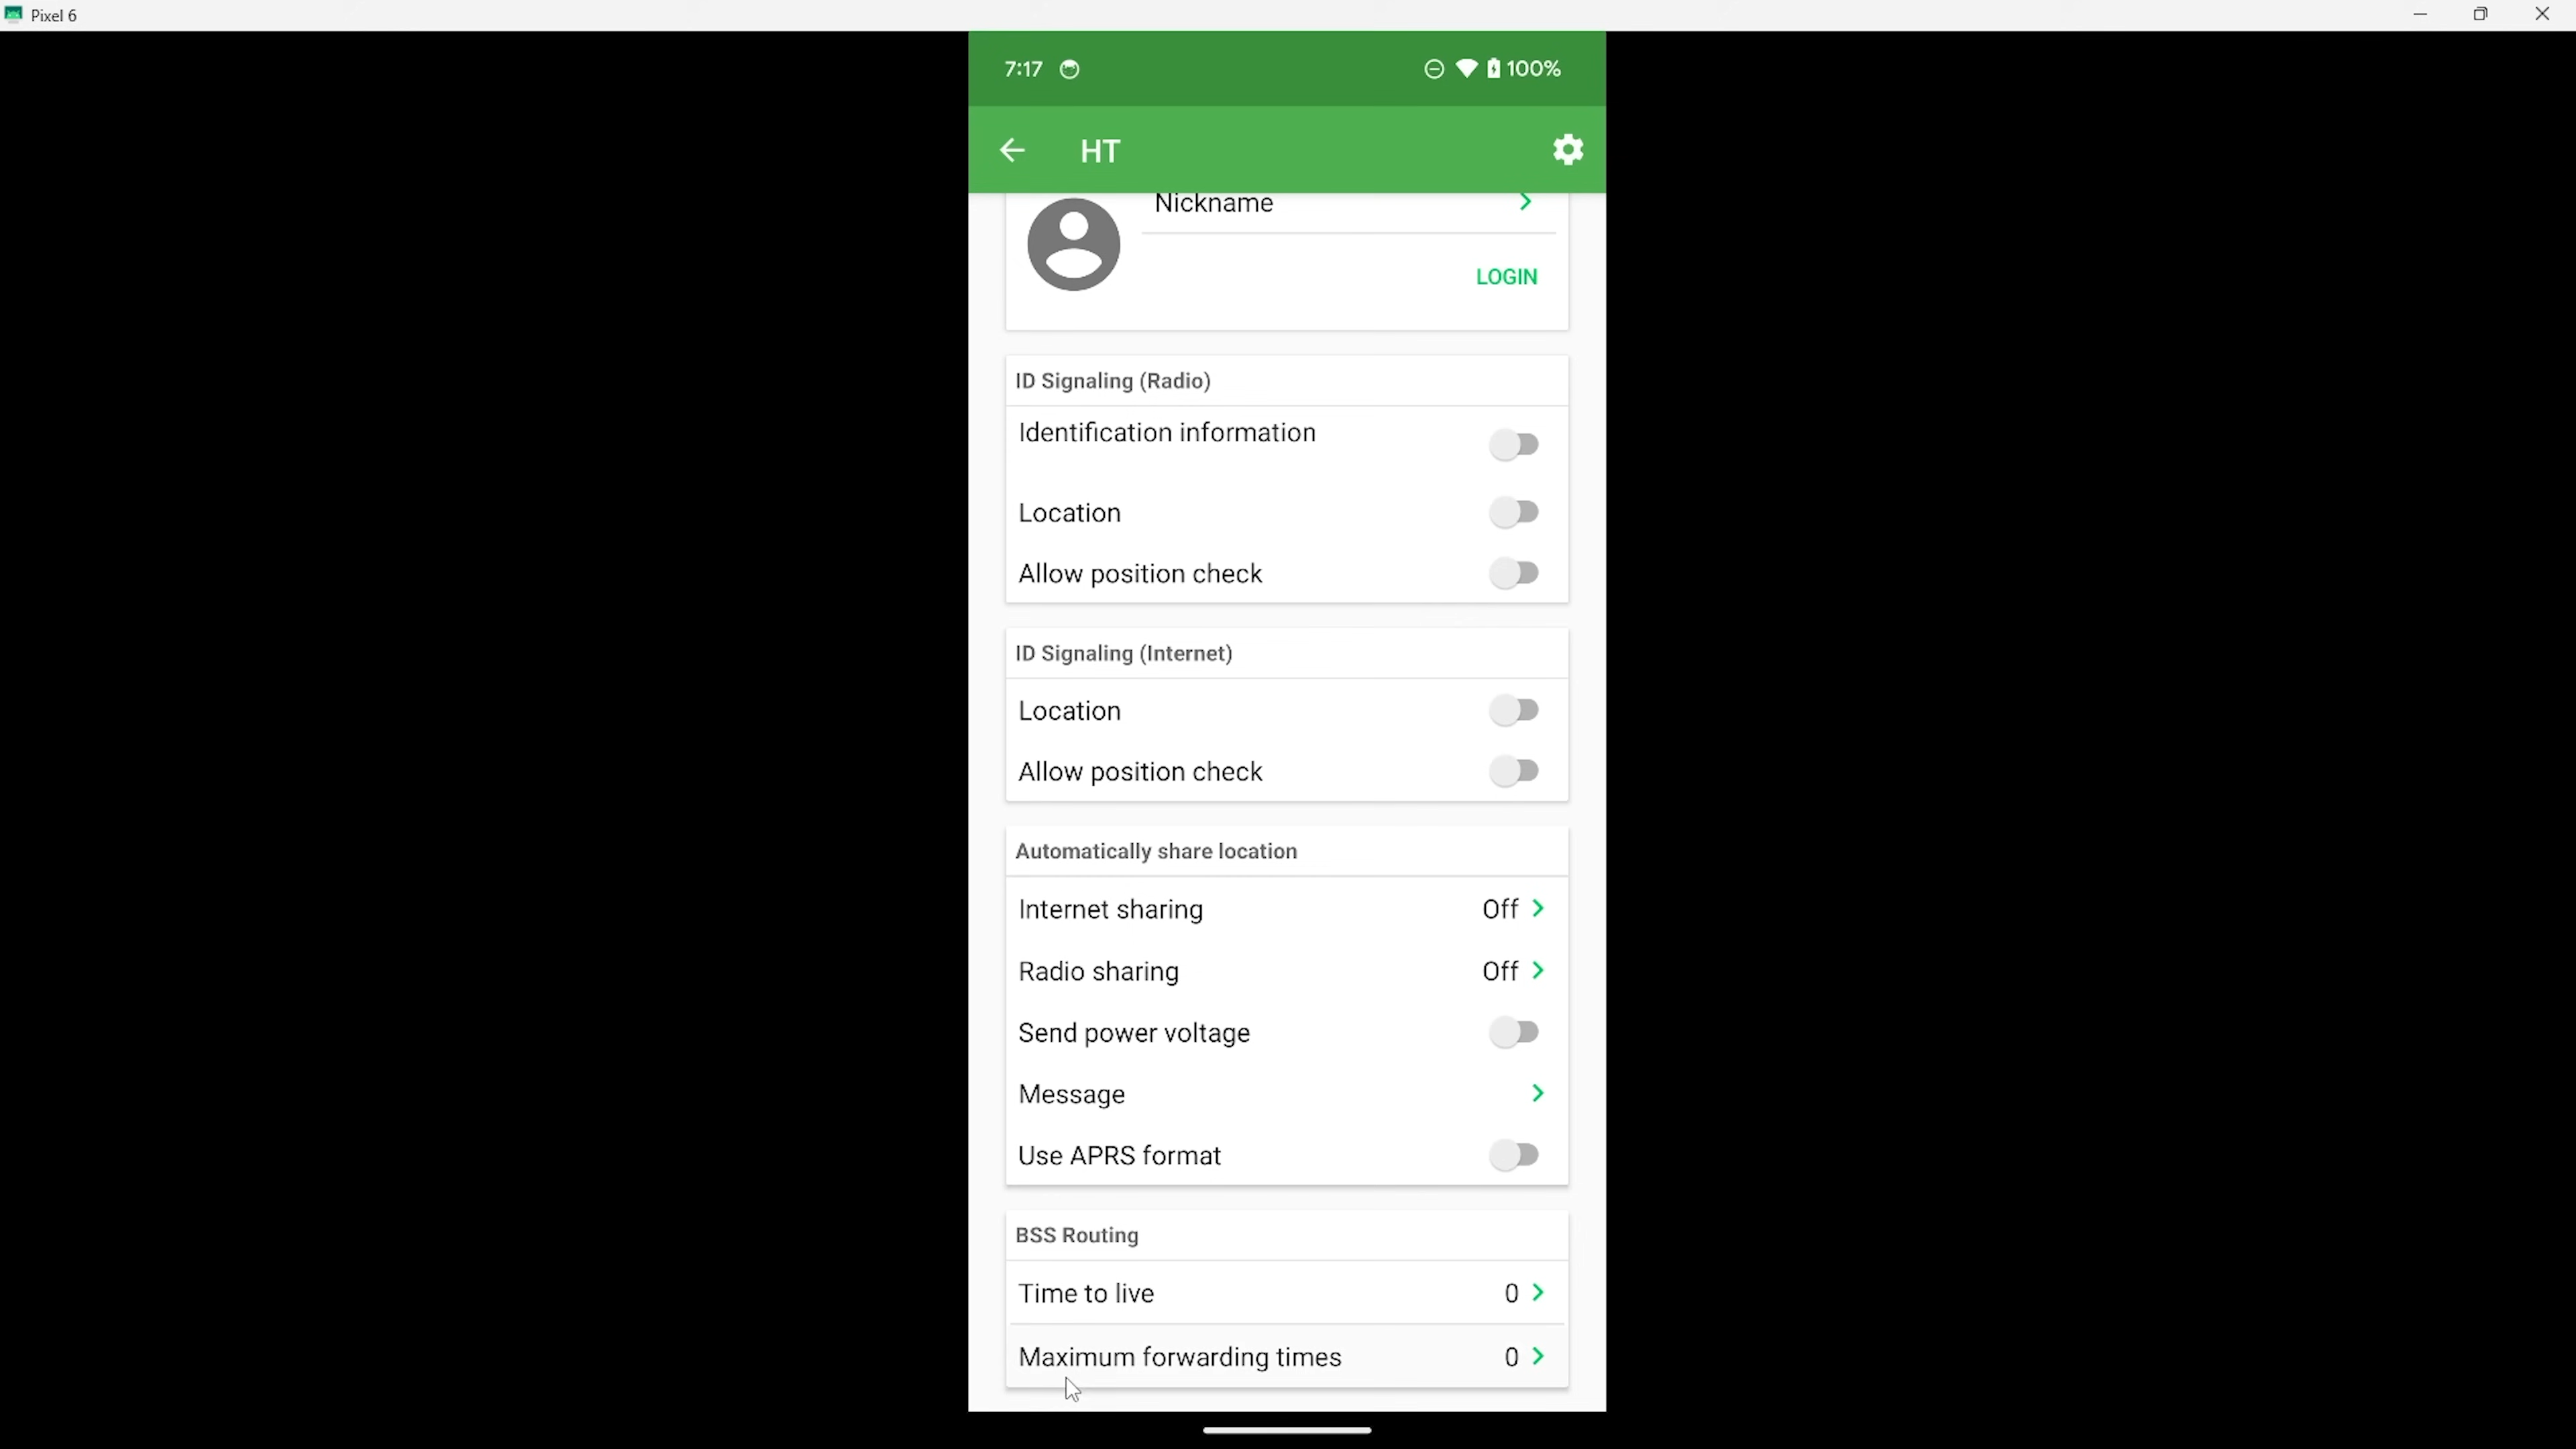 Pixel 6
7:17
100%
HT
Nickname
LOGIN
ID Signaling (Radio)
Identification information
Location
Allow position check
ID Signaling (Internet)
Location
Allow position check
Automatically share location
Internet sharing Off
Radio sharing Off
Send power voltage
Message
Use APRS format
BSS Routing
Time to live 0
Maximum forwarding times 0